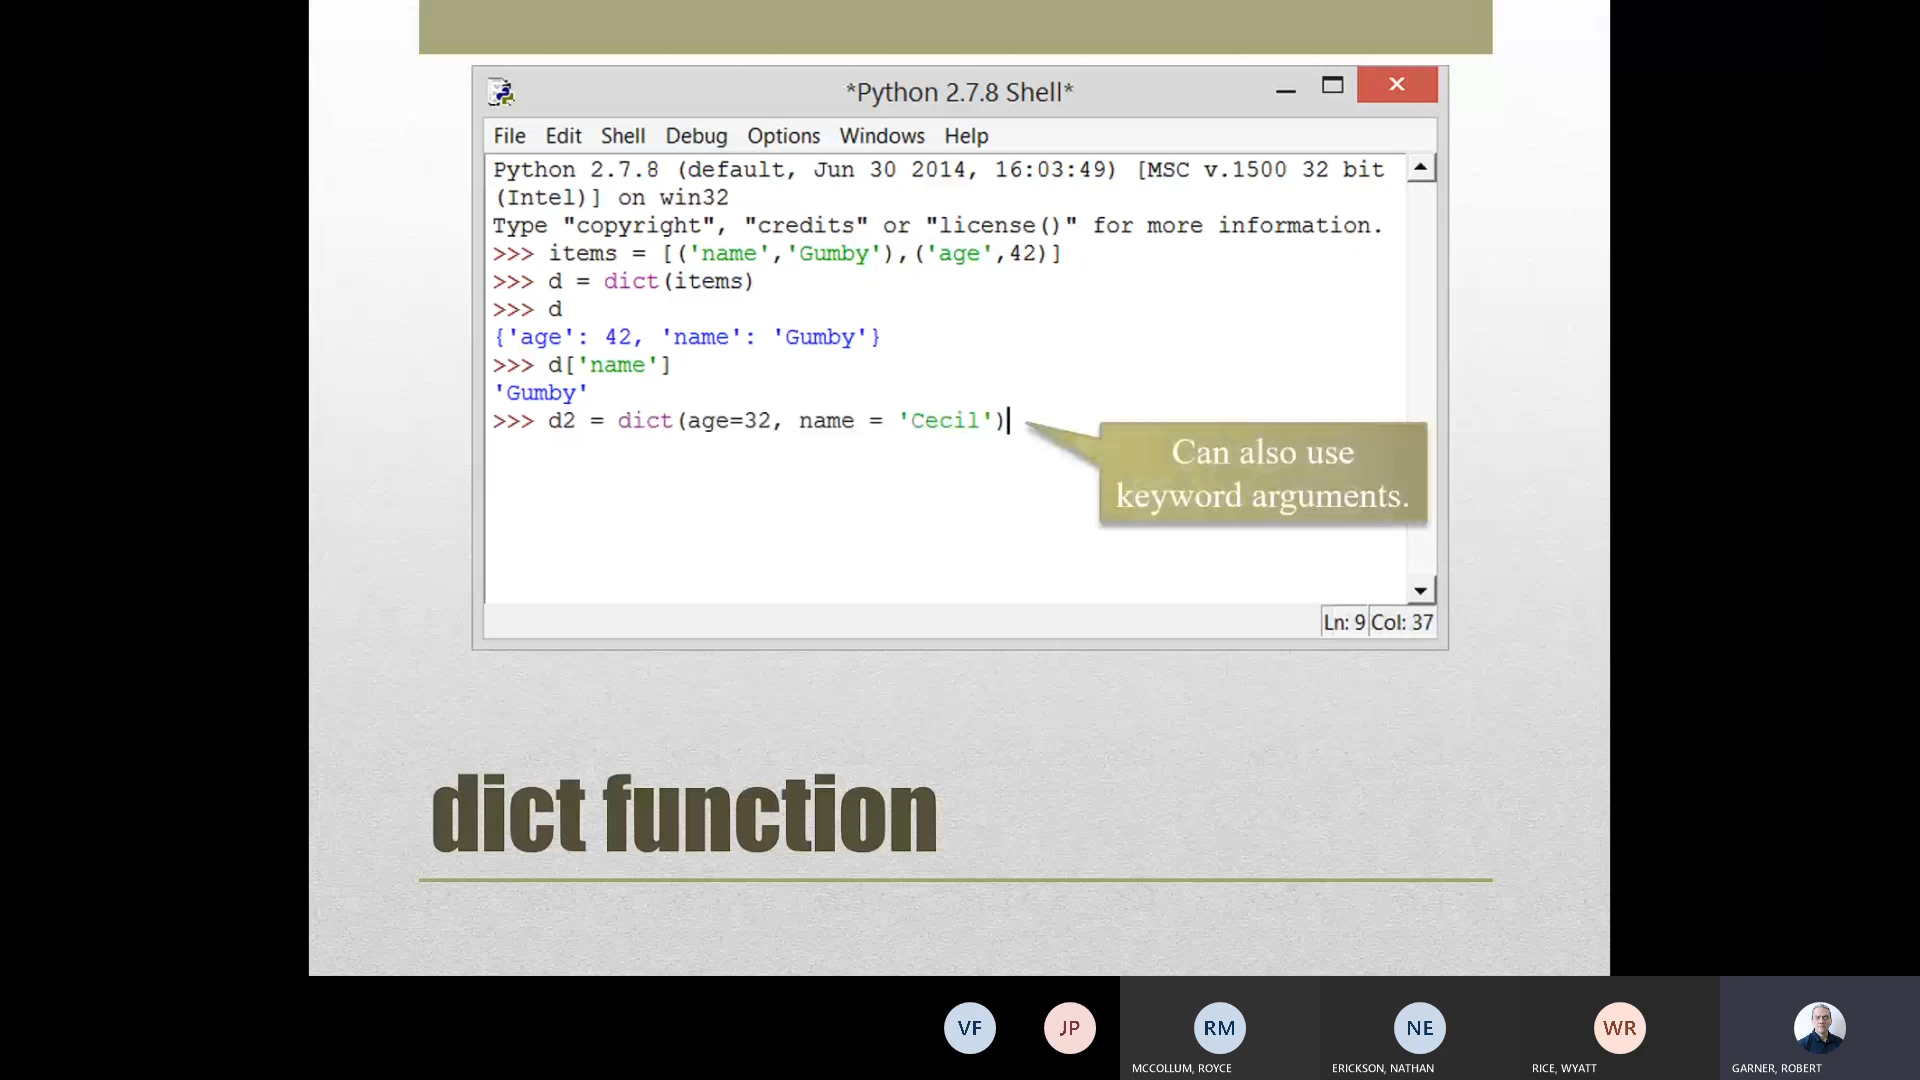 *Python 2.7.8 Shell*
File Edit Shell Debug Options Windows Help
Python 2.7.8 (default, Jun 30 2014, 16:03:49) [MSC v.1500 32 bit
(Intel)] on win32
Type "copyright", "credits" or "license()" for more information.
>>> items = [('name','Gumby'),('age',42)]
>>> d = dict(items)
>>> d
{'age': 42, 'name': 'Gumby'}
>>> d['name']
'Gumby'
>>> d2 = dict(age=32, name = 'Cecil')
Can also use
keyword arguments.
Ln: 9 Col: 37
dict function
VF JP RM NE WR
MCCOLLUM, ROYCE ERICKSON, NATHAN RICE, WYATT GARNER, ROBERT